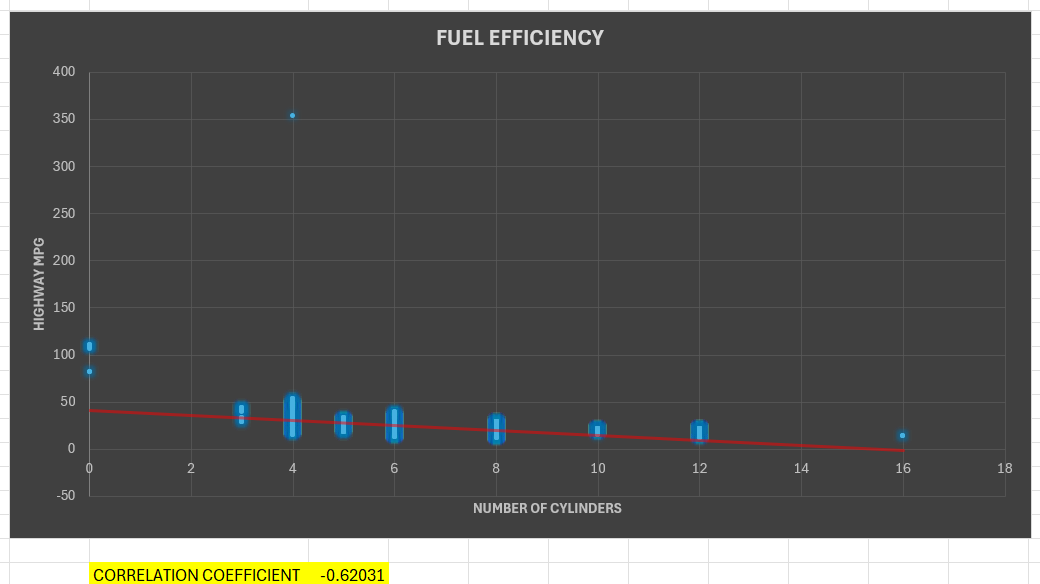 FUEL EFFICIENCY
400
350
300
250
200
150
100
50
0
-50
HIGHWAY MPG
0 2 4 6 8 10 12 14 16 18
NUMBER OF CYLINDERS
CORRELATION COEFFICIENT -0.62031